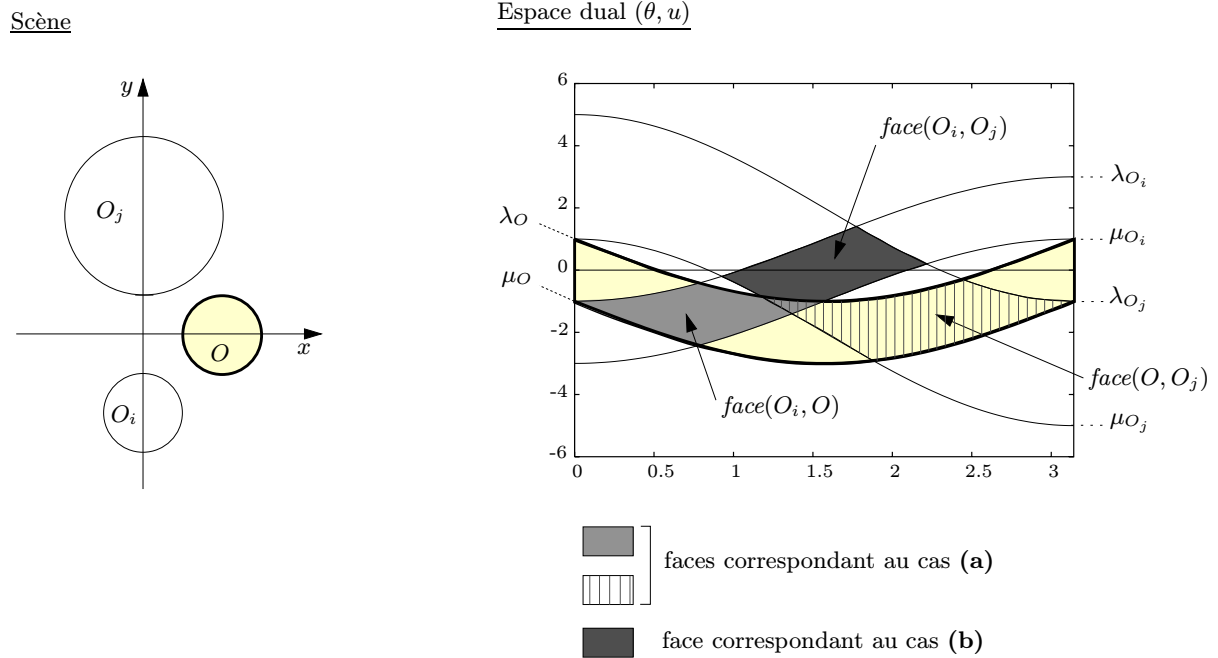 Scène
Espace dual (θ, u)
y
O_j
O
x
O_i
6
4
2
0
-2
-4
-6
0
0.5
1
1.5
2
2.5
3
λ_O
μ_O
face(O_i, O_j)
λ_{O_i}
μ_{O_i}
λ_{O_j}
face(O, O_j)
face(O_i, O)
μ_{O_j}
faces correspondant au cas (a)
face correspondant au cas (b)